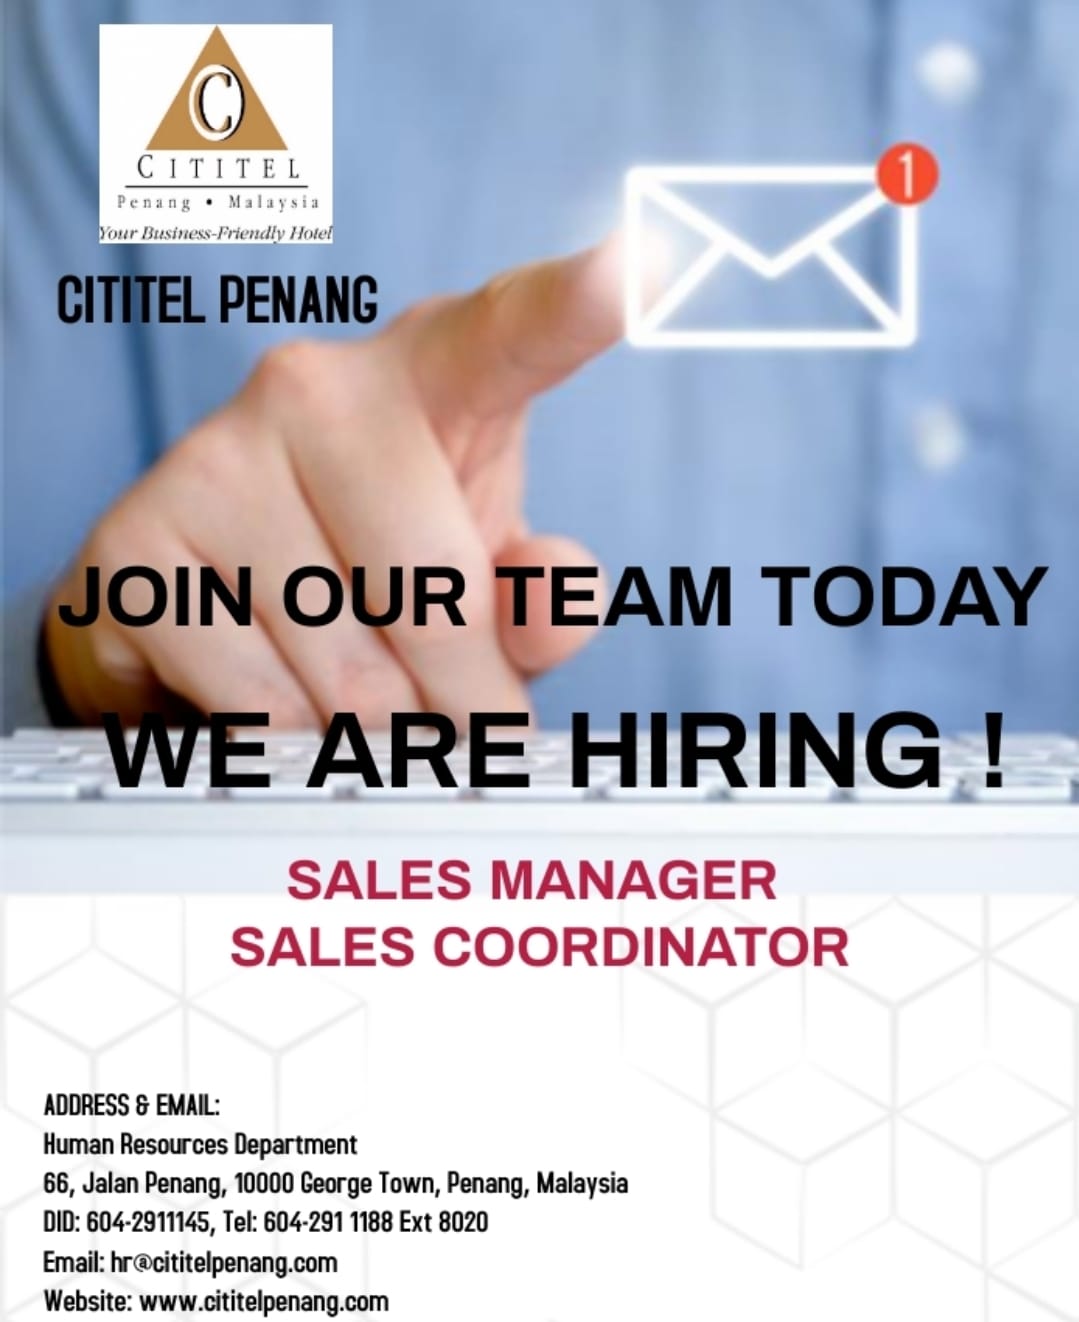 C
CITITEL
Penang • Malaysia
Your Business-Friendly Hotel
CITITEL PENANG
1
JOIN OUR TEAM TODAY
WE ARE HIRING !
SALES MANAGER
SALES COORDINATOR
ADDRESS & EMAIL:
Human Resources Department
66, Jalan Penang, 10000 George Town, Penang, Malaysia
DID: 604-2911145, Tel: 604-291 1188 Ext 8020
Email: hr@cititelpenang.com
Website: www.cititelpenang.com